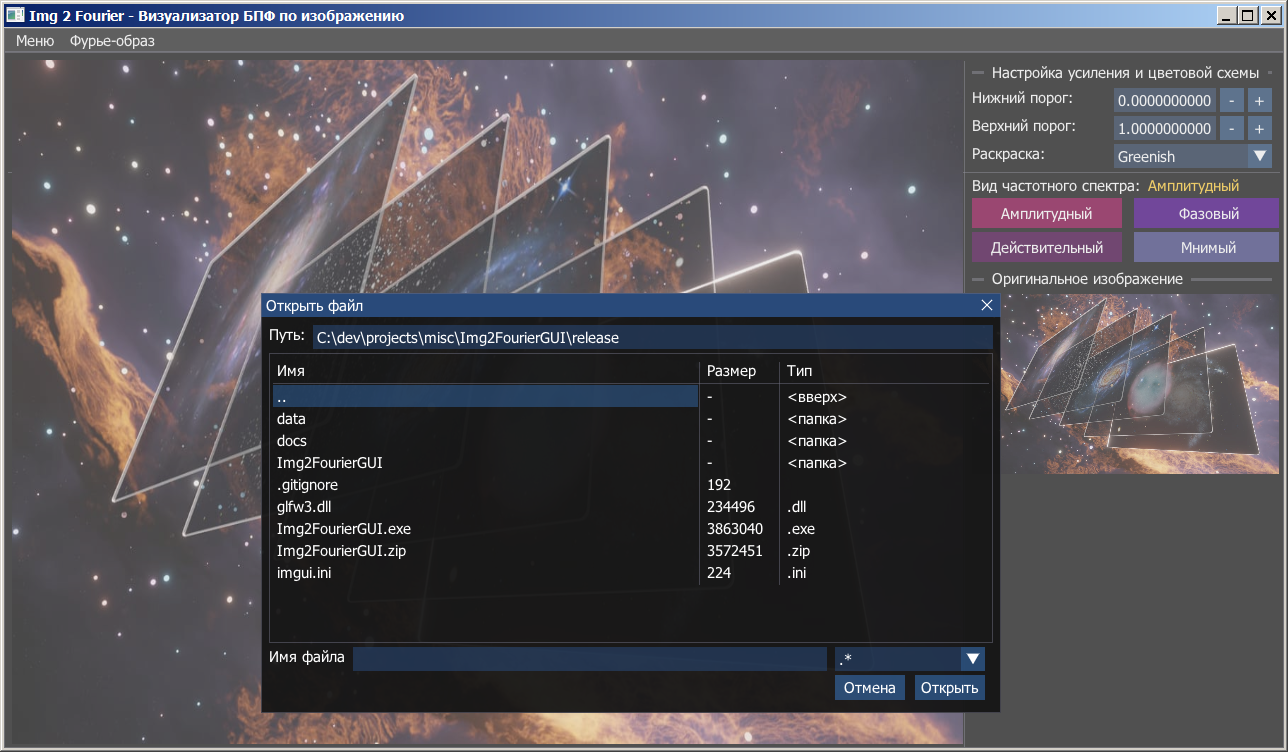 Img 2 Fourier - Визуализатор БПФ по изображению
Меню Фурье-образ
Настройка усиления и цветовой схемы
Нижний порог: 0.0000000000 - +
Верхний порог: 1.0000000000 - +
Раскраска: Greenish
Вид частотного спектра: Амплитудный
Амплитудный Фазовый
Действительный Мнимый
Оригинальное изображение
Открыть файл
Путь: C:\dev\projects\misc\Img2FourierGUI\release
Имя Размер Тип
.. - <вверх>
data - <папка>
docs - <папка>
Img2FourierGUI - <папка>
.gitignore 192
glfw3.dll 234496 .dll
Img2FourierGUI.exe 3863040 .exe
Img2FourierGUI.zip 3572451 .zip
imgui.ini 224 .ini
Имя файла .*
Отмена Открыть